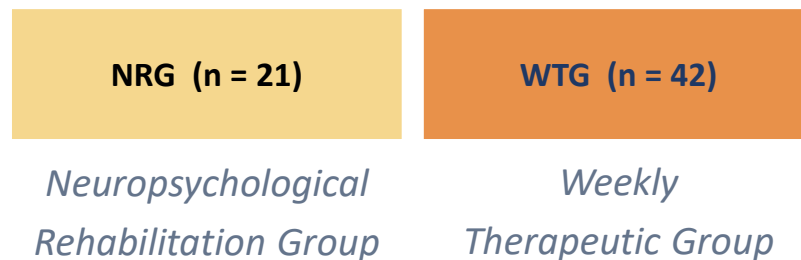 NRG (n = 21)
WTG (n = 42)
Neuropsychological
Rehabilitation Group
Weekly
Therapeutic Group